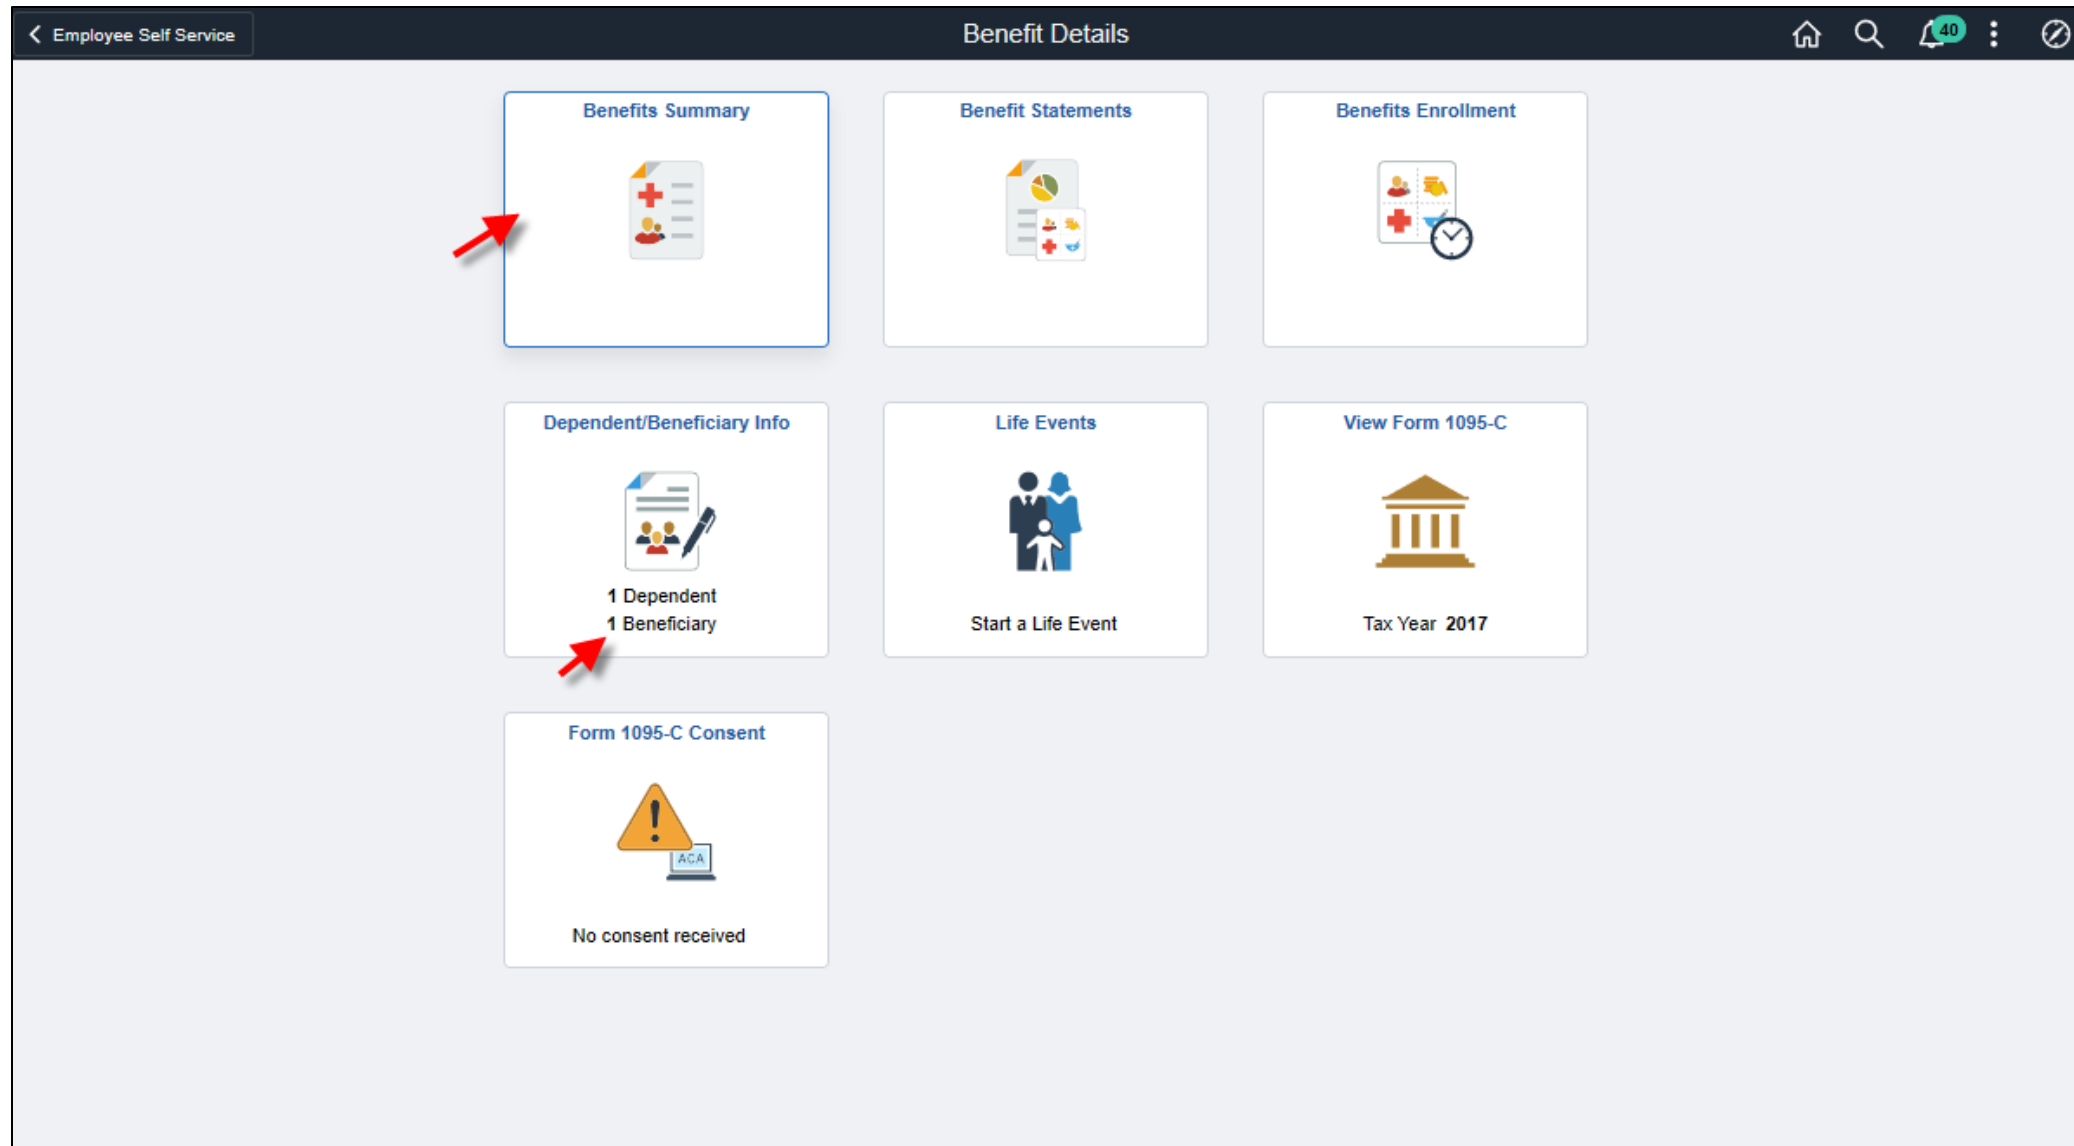 Employee Self Service
Benefit Details
40
Benefits Summary
Benefit Statements
Benefits Enrollment
Dependent/Beneficiary Info
1 Dependent
1 Beneficiary
Life Events
Start a Life Event
View Form 1095-C
Tax Year 2017
Form 1095-C Consent
ACA
No consent received